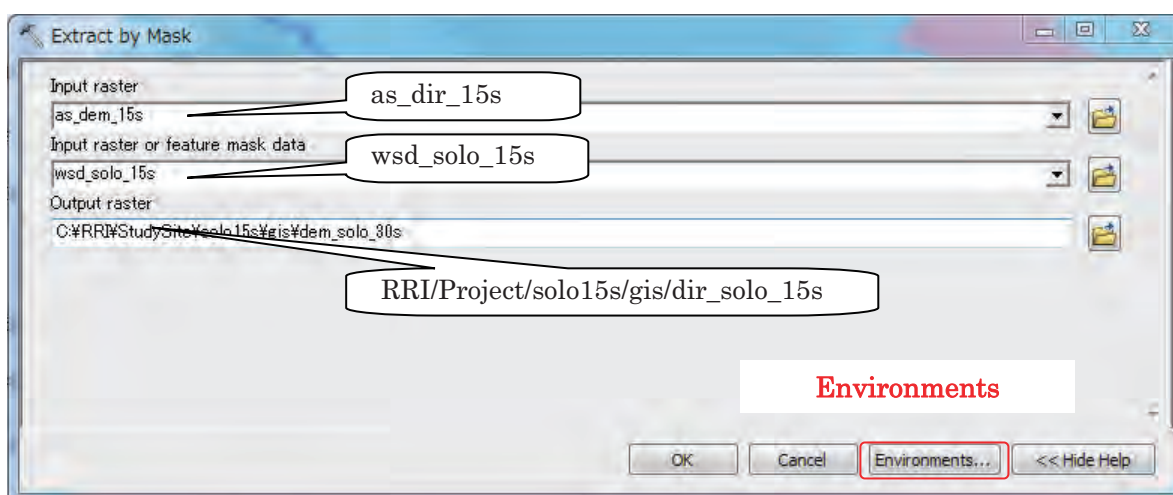 Extract by Mask
Input raster
as_dir_15s
as_dem_15s
Input raster or feature mask data
wsd_solo_15s
wsd_solo_15s
Output raster
C:¥RRI¥StudySite¥solo15s¥gis¥dem_solo_30s
RRI/Project/solo15s/gis/dir_solo_15s
Environments
OK Cancel Environments... << Hide Help